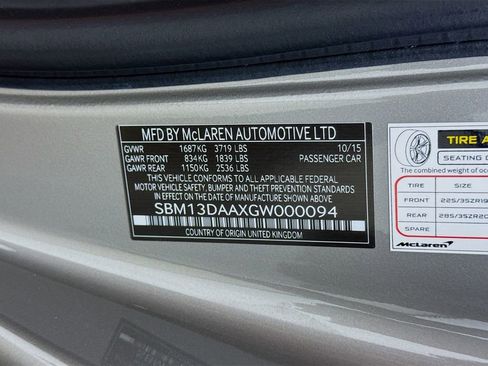 MFD BY McLAREN AUTOMOTIVE LTD
GVWR 1687KG 3719 LBS 10/15
GAWR FRONT 834KG 1839 LBS PASSENGER CAR
GAWR REAR 1150KG 2536 LBS
THIS VEHICLE CONFORMS TO ALL APPLICABLE FEDERAL
MOTOR VEHICLE SAFETY, BUMPER AND THEFT PREVENTION STANDARDS
IN EFFECT ON THE DATE OF MANUFACTURE SHOWN ABOVE
SBM13DAAXGW000094
COUNTRY OF ORIGIN UNITED KINGDOM
TIRE
SEATING
The combined weight of
TIRE SIZE
FRONT 225/35ZR19
REAR 285/35ZR20
SPARE
McLaren